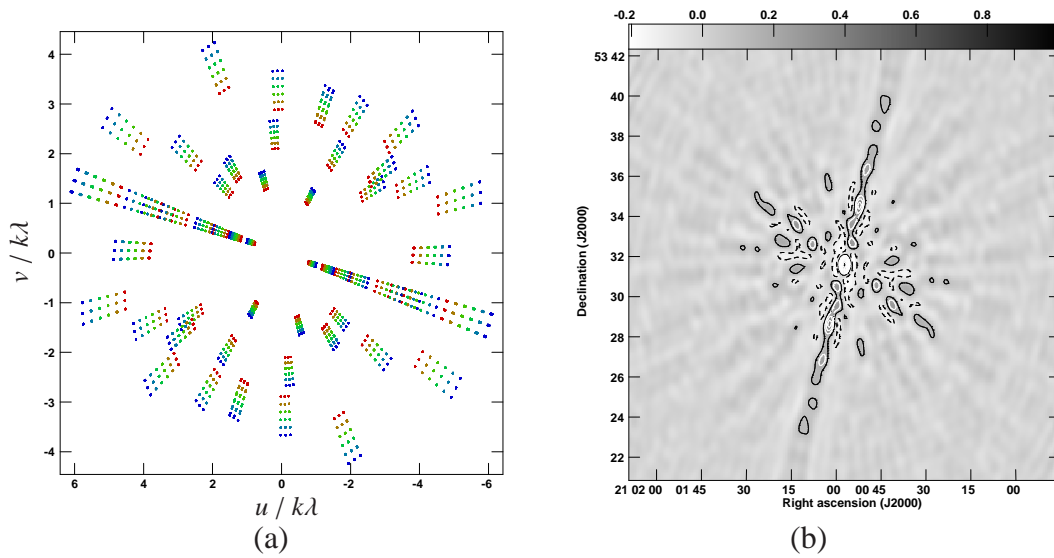 -0.2 0 0.2 0.4 0.6 0.8
4
3
2
1
0
-1
-2
-3
-4
v / kλ
6 4 2 0 -2 -4 -6
u / kλ
(a)
53 42
40
38
36
34
32
30
28
26
24
22
Declination (J2000)
21 02 00 01 45 30 15 00 00 45 30 15 00
Right ascension (J2000)
(b)